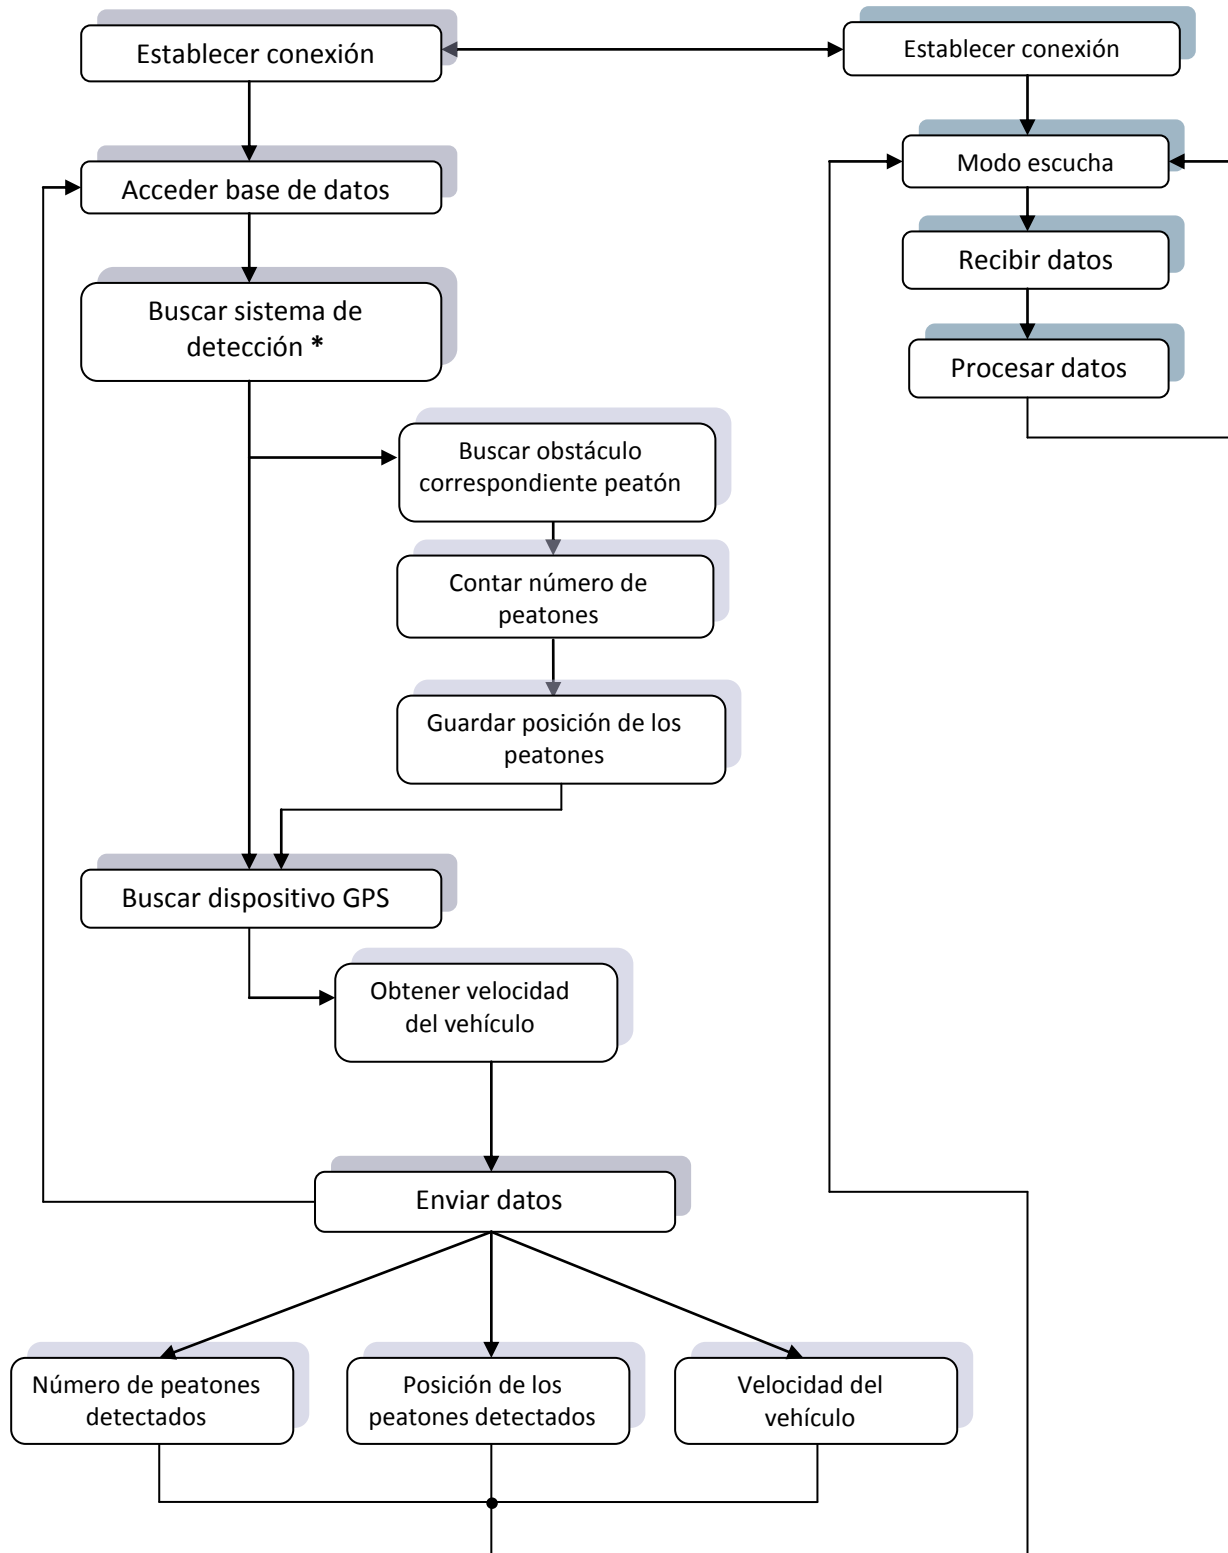 Establecer conexión
Establecer conexión
Acceder base de datos
Modo escucha
Recibir datos
Procesar datos
Buscar sistema de
detección *
Buscar obstáculo
correspondiente peatón
Contar número de
peatones
Guardar posición de los
peatones
Buscar dispositivo GPS
Obtener velocidad
del vehículo
Enviar datos
Número de peatones
detectados
Posición de los
peatones detectados
Velocidad del
vehículo